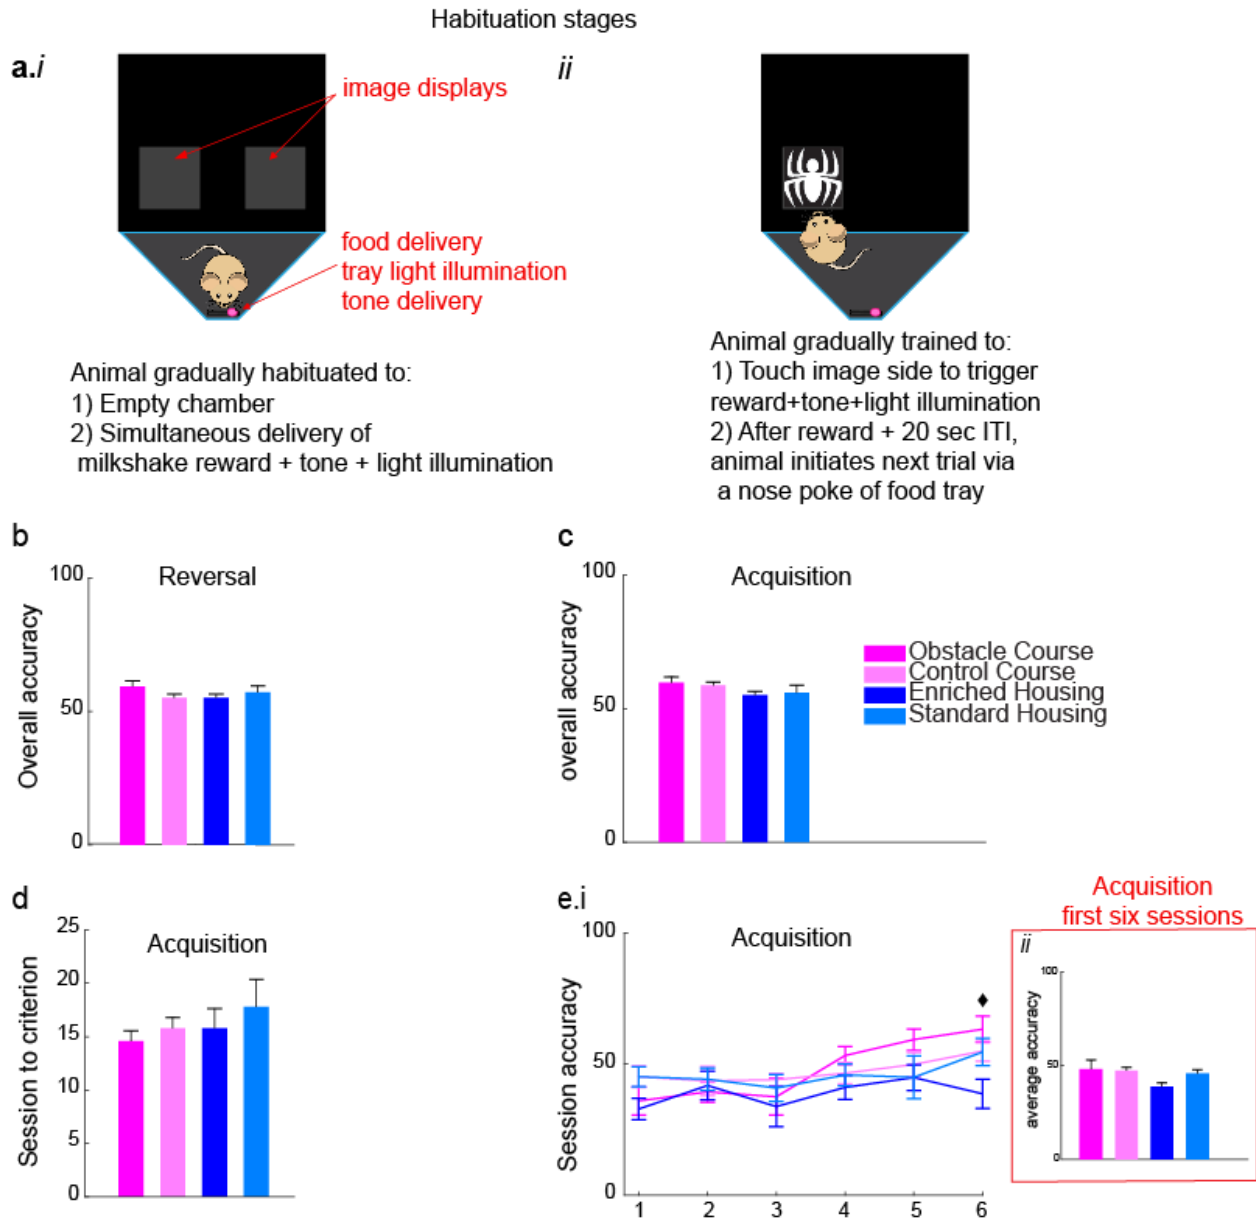 Habituation stages
a.i
image displays
food delivery
tray light illumination
tone delivery
Animal gradually habituated to:
1) Empty chamber
2) Simultaneous delivery of
milkshake reward + tone + light illumination
ii
Animal gradually trained to:
1) Touch image side to trigger
reward+tone+light illumination
2) After reward + 20 sec ITI,
animal initiates next trial via
a nose poke of food tray
b
Reversal
Overall accuracy
100
50
0
c
Acquisition
overall accuracy
100
50
0
Obstacle Course
Control Course
Enriched Housing
Standard Housing
d
Acquisition
Session to criterion
25
20
15
10
5
0
e.i
Acquisition
Session accuracy
100
50
0
1 2 3 4 5 6
Acquisition
first six sessions
ii
average accuracy
100
50
0